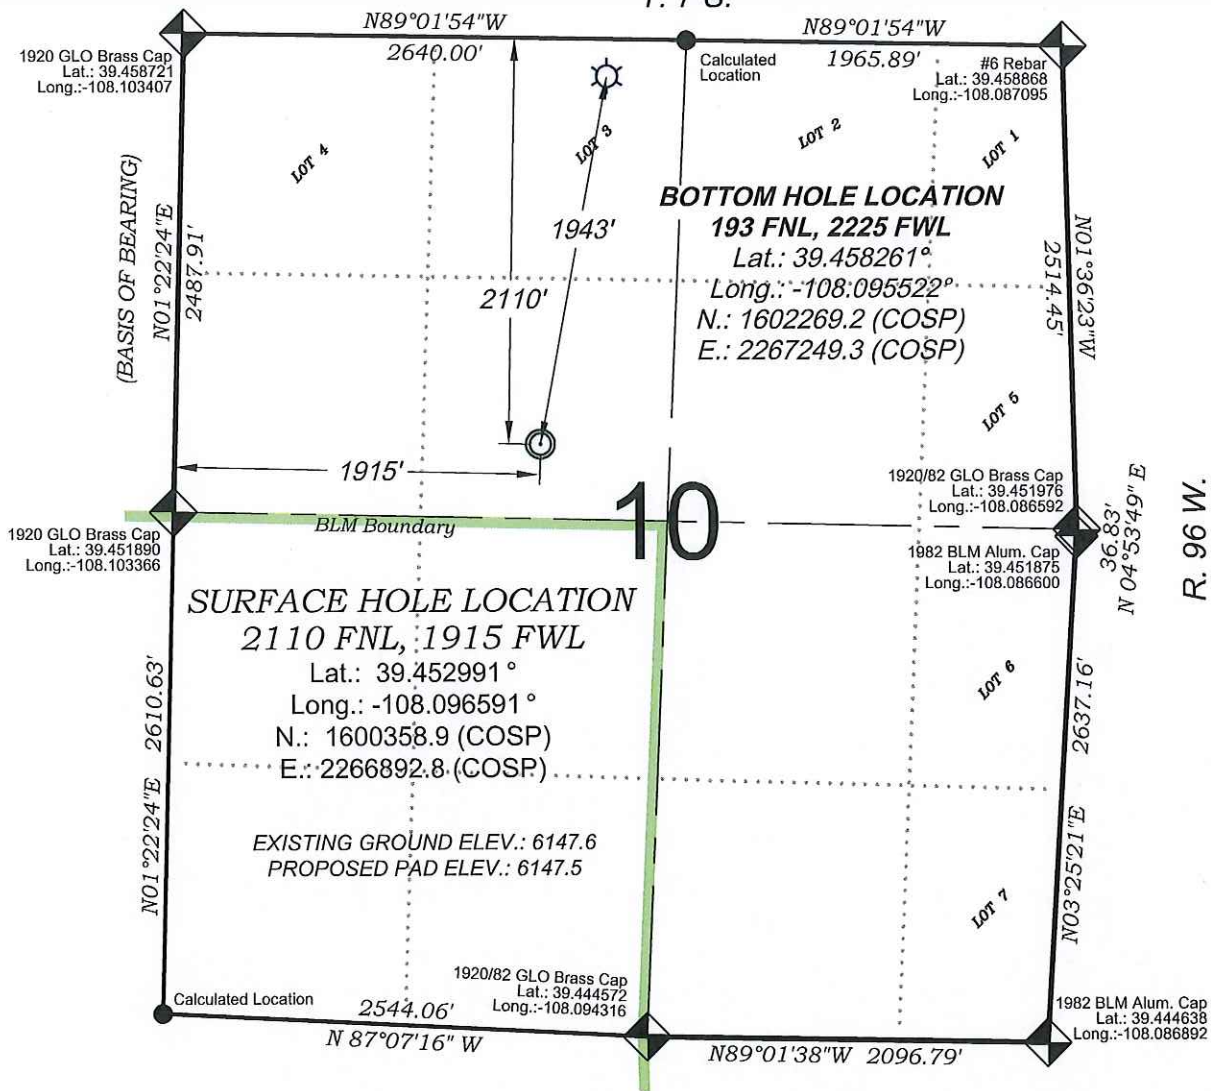 N89°01'54"W
2640.00'
N89°01'54"W
1965.89'
1920 GLO Brass Cap
Lat.: 39.458721
Long.:-108.103407
Calculated
Location
#6 Rebar
Lat.: 39.458868
Long.:-108.087095
LOT 4
LOT 3
LOT 2
LOT 1
(BASIS OF BEARING)
N01°22'24"E
2487.91'
1943'
2110'
BOTTOM HOLE LOCATION
193 FNL, 2225 FWL
Lat.: 39.458261°
Long.: -108.095522°
N.: 1602269.2 (COSP)
E.: 2267249.3 (COSP)
N01°36'23"W
2514.45'
LOT 5
1915'
10
BLM Boundary
1920 GLO Brass Cap
Lat.: 39.451890
Long.:-108.103366
1920/82 GLO Brass Cap
Lat.: 39.451976
Long.:-108.086592
1982 BLM Alum. Cap
Lat.: 39.451875
Long.:-108.086600
36.83'
N 04°53'49" E
R. 96 W.
SURFACE HOLE LOCATION
2110 FNL, 1915 FWL
Lat.: 39.452991°
Long.: -108.096591°
N.: 1600358.9 (COSP)
E.: 2266892.8 (COSP)
EXISTING GROUND ELEV.: 6147.6
PROPOSED PAD ELEV.: 6147.5
N01°22'24"E 2610.63'
LOT 6
2637.16'
N03°25'21"E
LOT 7
1920/82 GLO Brass Cap
Lat.: 39.444572
Long.:-108.094316
Calculated Location
2544.06'
N 87°07'16" W
N89°01'38"W 2096.79'
1982 BLM Alum. Cap
Lat.: 39.444638
Long.:-108.086892